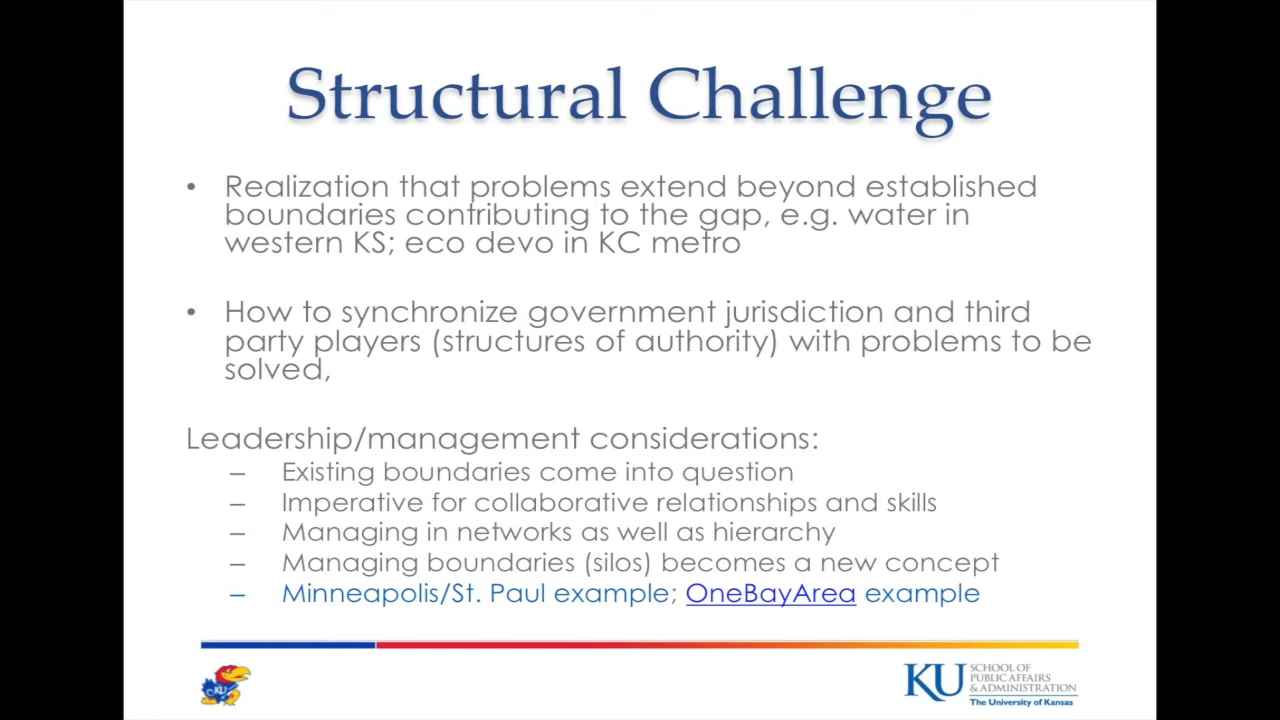 Structural Challenge
• Realization that problems extend beyond established
boundaries contributing to the gap, e.g. water in
western KS; eco devo in KC metro
• How to synchronize government jurisdiction and third
party players (structures of authority) with problems to be
solved,
Leadership/management considerations:
– Existing boundaries come into question
– Imperative for collaborative relationships and skills
– Managing in networks as well as hierarchy
– Managing boundaries (silos) becomes a new concept
– Minneapolis/St. Paul example; OneBayArea example
KU
KU
SCHOOL OF
PUBLIC AFFAIRS
& ADMINISTRATION
The University of Kansas